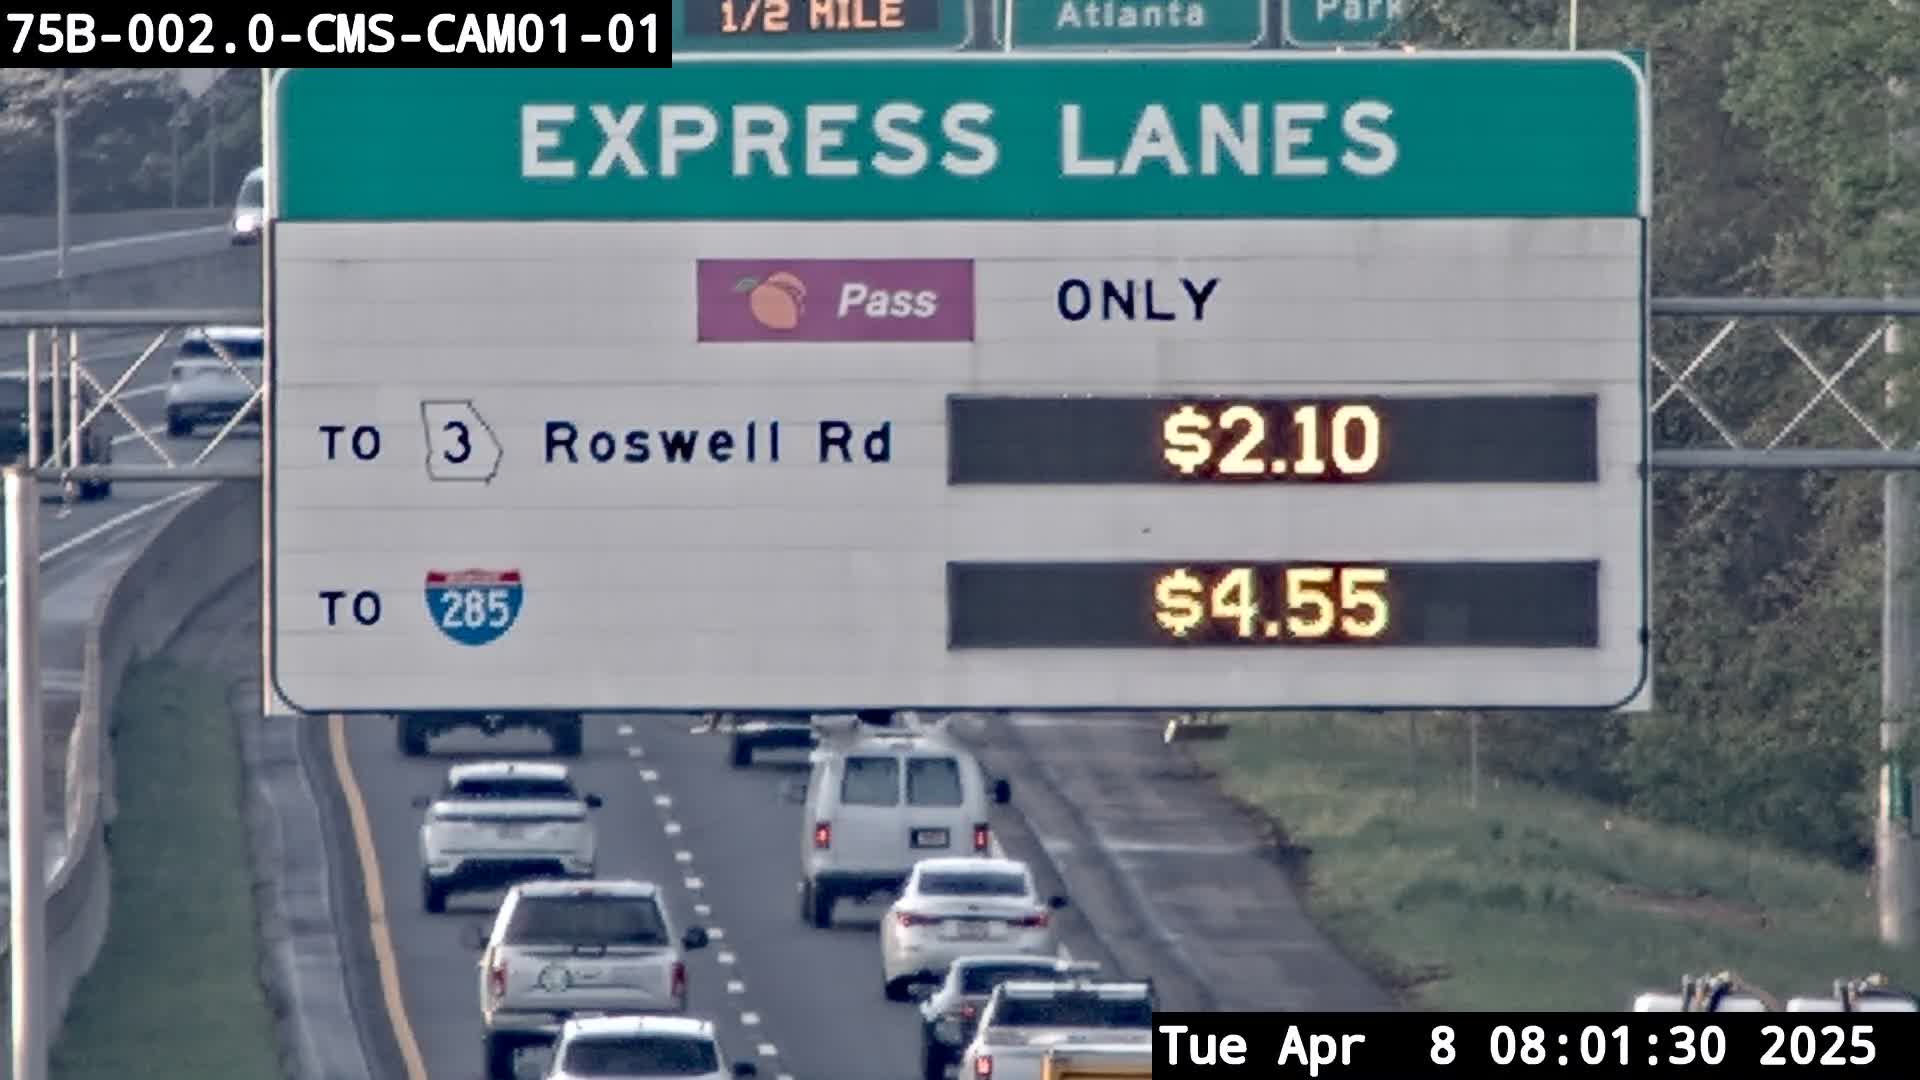 75B-002.0-CMS-CAM01-01
1/2 MILE
Atlanta
Park
EXPRESS LANES
Pass ONLY
TO 3 Roswell Rd $2.10
TO 285 $4.55
Tue Apr 8 08:01:30 2025